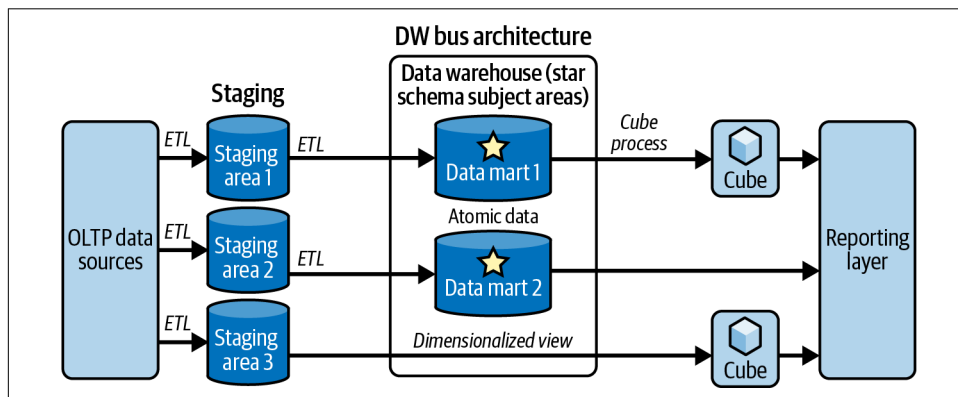 DW bus architecture
Data warehouse (star
schema subject areas)
Staging
OLTP data
sources
ETL
Staging
area 1
ETL
Data mart 1
Cube
process
Cube
Atomic data
ETL
Staging
area 2
ETL
Data mart 2
Reporting
layer
ETL
Staging
area 3
Dimensionalized view
Cube